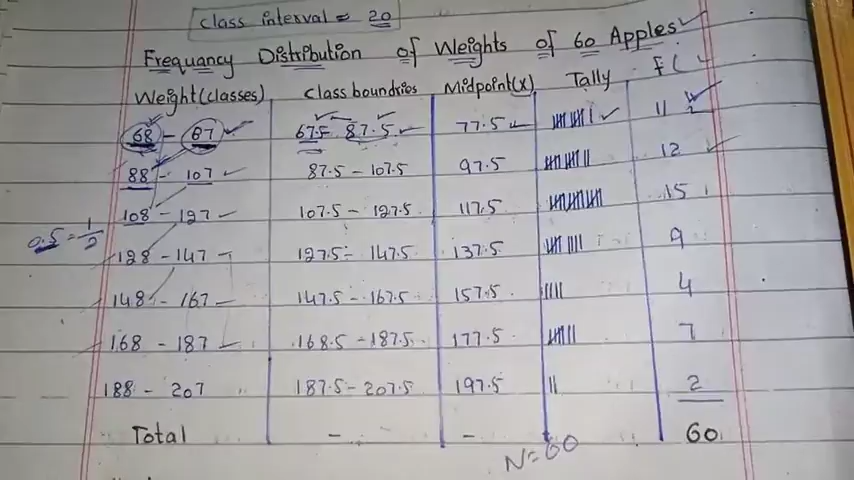 class interval = 20
Frequancy Distribution of Weights of 60 Apples
Weight(classes) Class boundries Midpoint(x) Tally f(
68 - 67 67.5 - 87.5 77.5 11
88 - 107 87.5 - 107.5 97.5 12
108 - 127 107.5 - 127.5 117.5 15
0.5 = 1/2
128 - 147 127.5 - 147.5 137.5 9
148 - 167 147.5 - 167.5 157.5 4
168 - 187 168.5 - 187.5 177.5 7
188 - 207 187.5 - 207.5 197.5 2
Total - - 60
N=60